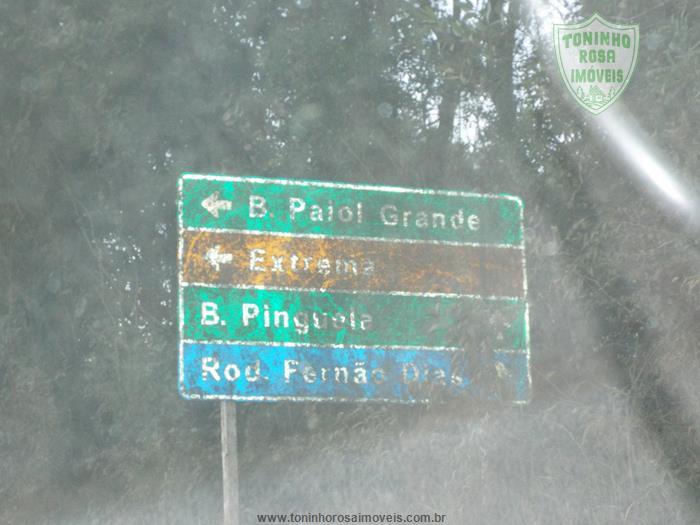 TONINHO
ROSA
IMÓVEIS
B. Paiol Grande
Extrema
B. Pinguela
Rod. Fernão Dias
www.toninhorosaimoveis.com.br